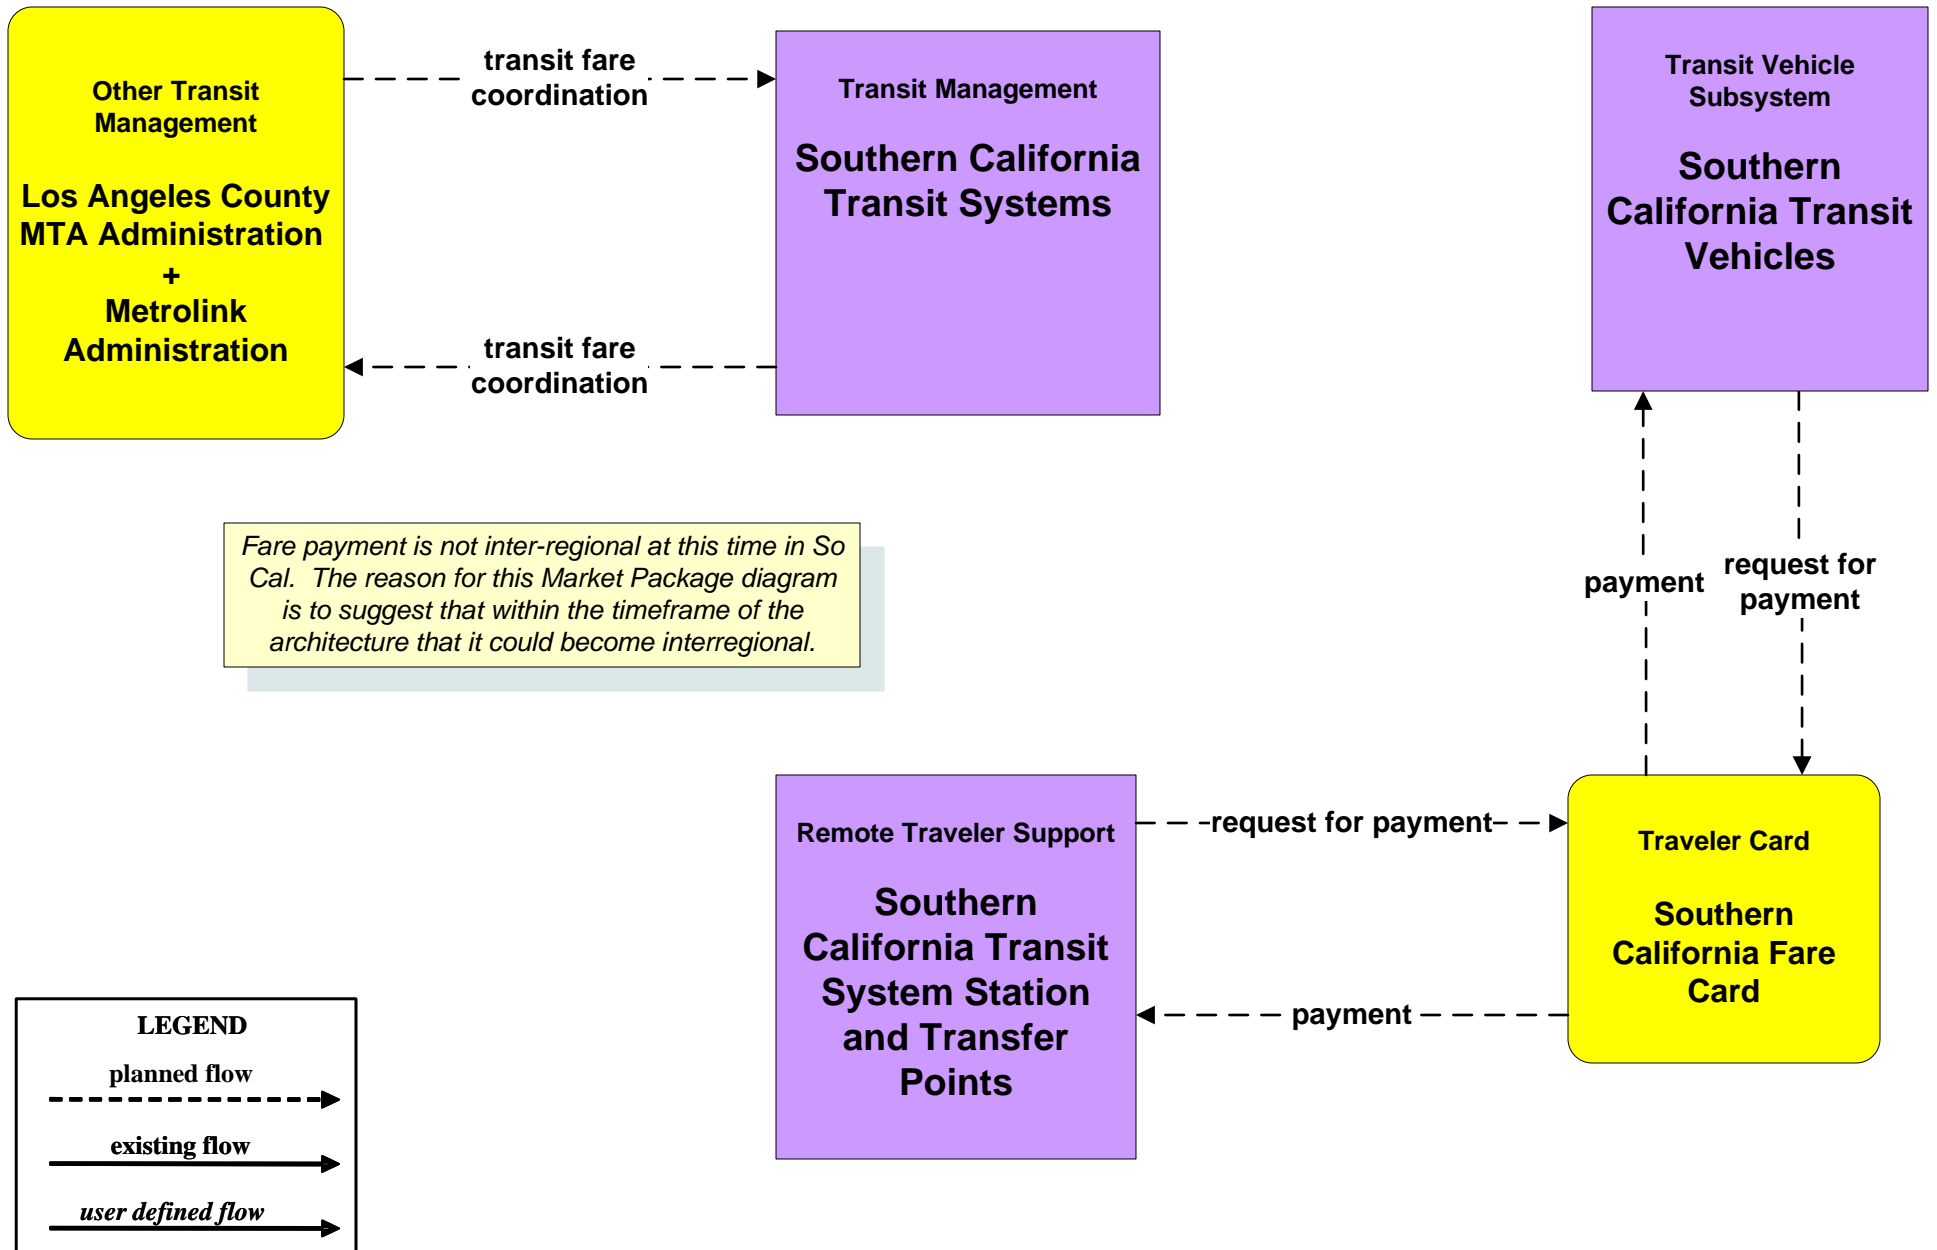 Other Transit
Management
Los Angeles County
MTA Administration
+
Metrolink
Administration
transit fare
coordination
transit fare
coordination
Transit Management
Southern California
Transit Systems
Transit Vehicle
Subsystem
Southern
California Transit
Vehicles
Fare payment is not inter-regional at this time in So
Cal.  The reason for this Market Package diagram
is to suggest that within the timeframe of the
architecture that it could become interregional.
payment
request for
payment
Remote Traveler Support
Southern
California Transit
System Station
and Transfer
Points
request for payment
payment
Traveler Card
Southern
California Fare
Card
LEGEND
planned flow
existing flow
user defined flow